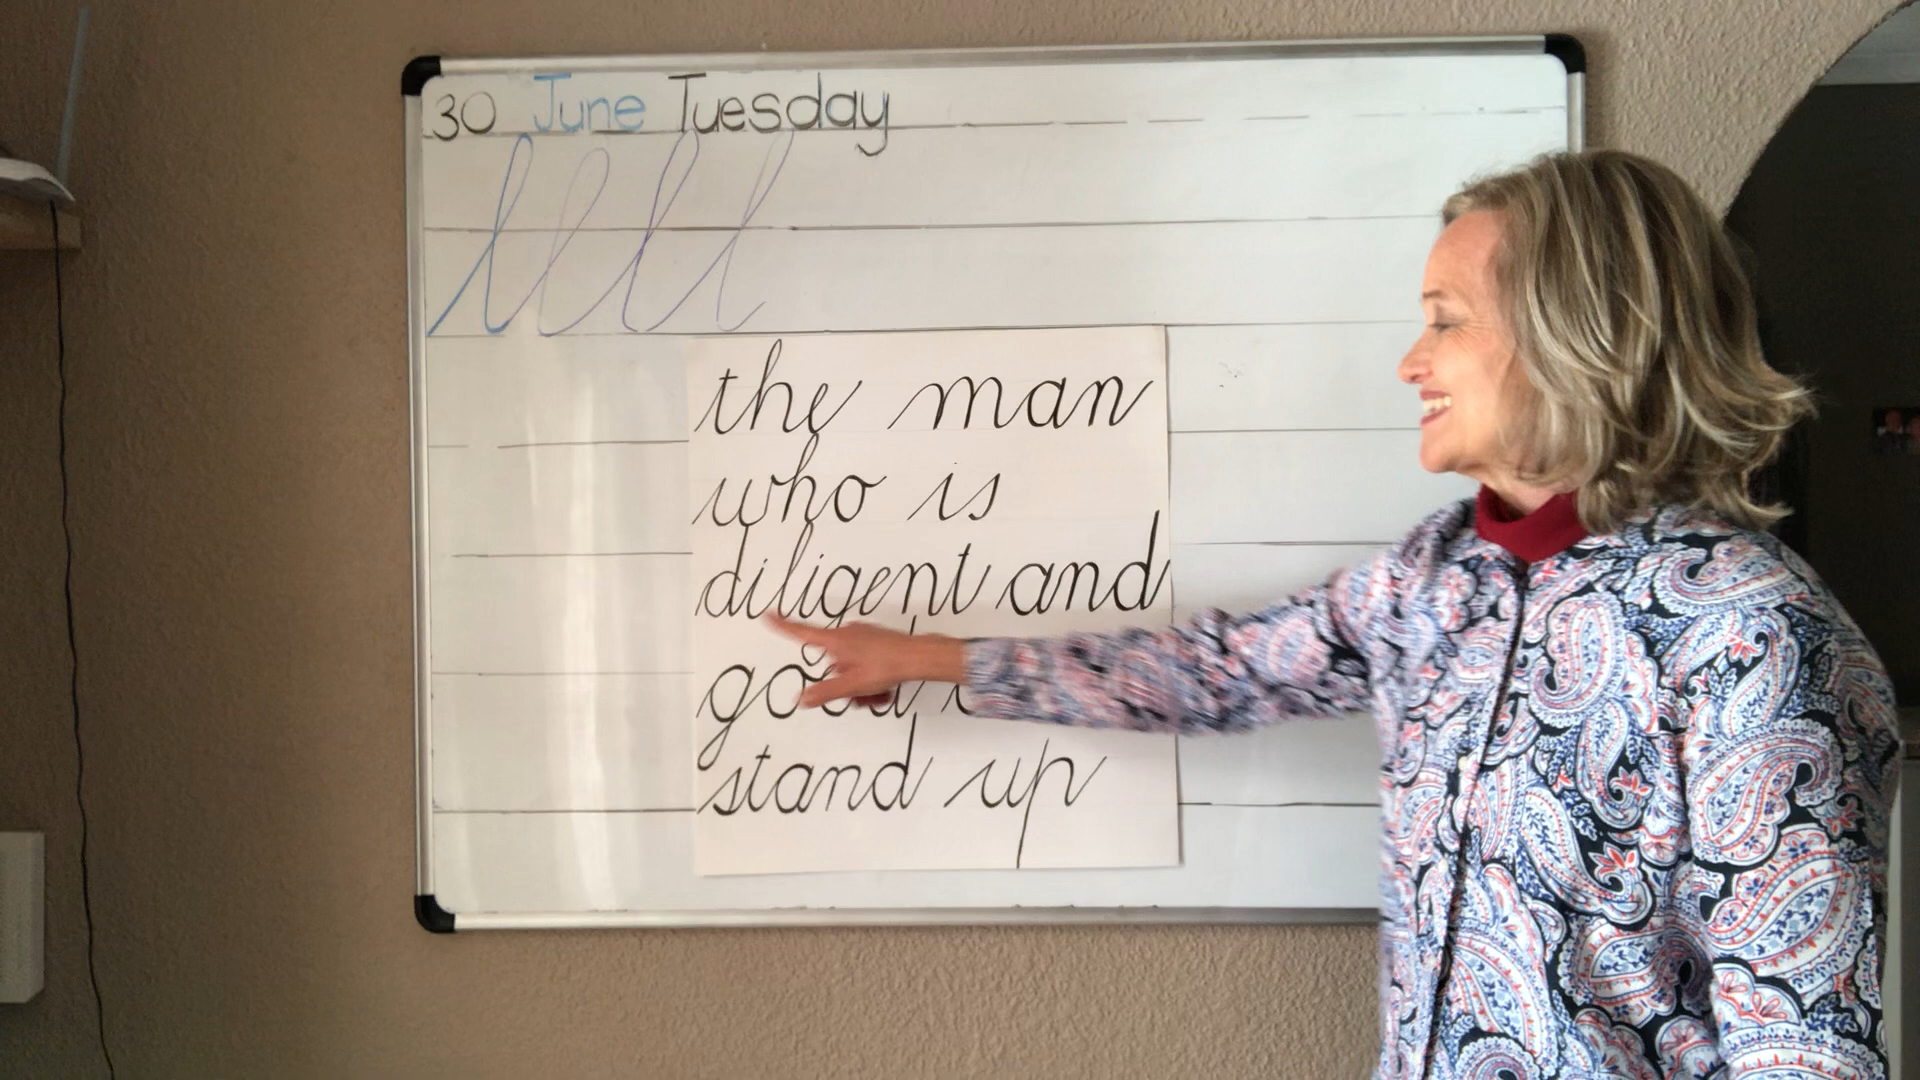 30 June Tuesday
llll
the man
who is
diligent and
good
stand up